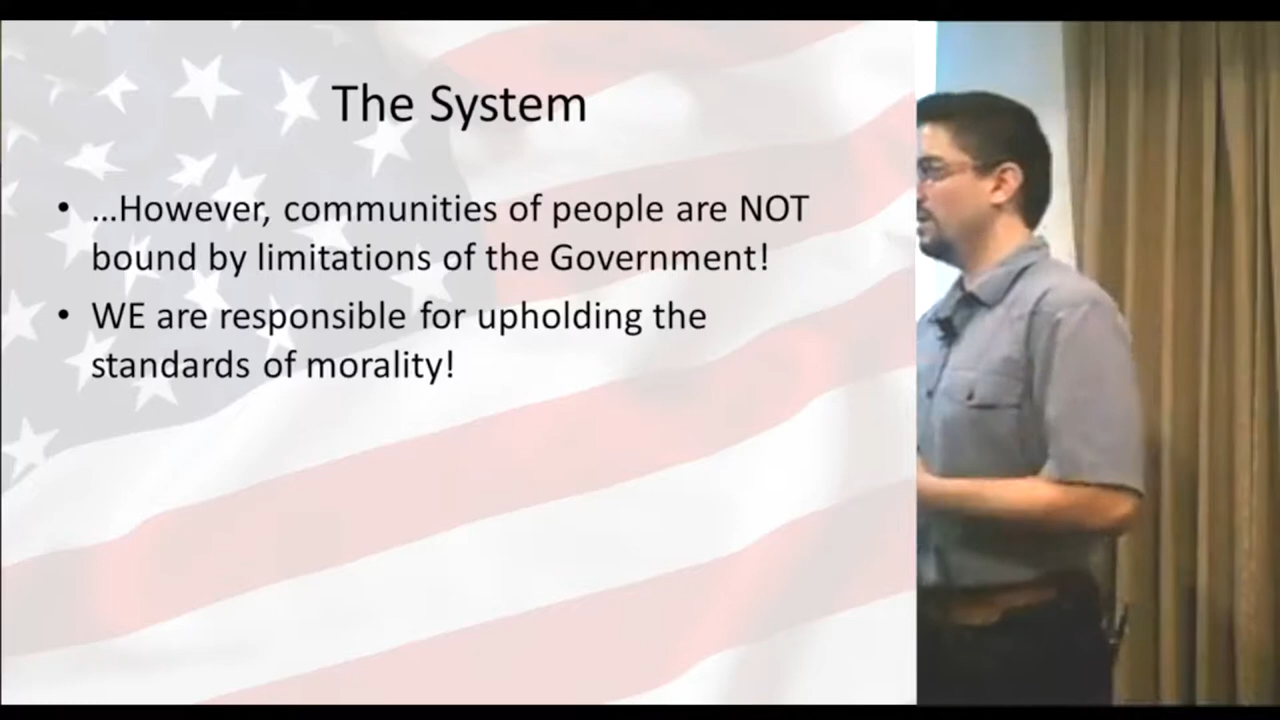 The System
• …However, communities of people are NOT
bound by limitations of the Government!
• WE are responsible for upholding the
standards of morality!